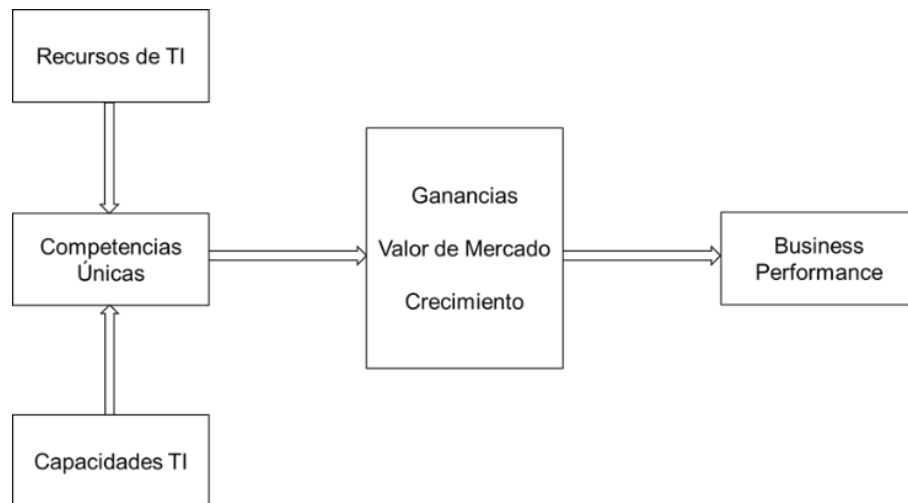 Recursos de TI
Competencias
Únicas
Capacidades TI
Ganancias
Valor de Mercado
Crecimiento
Business
Performance